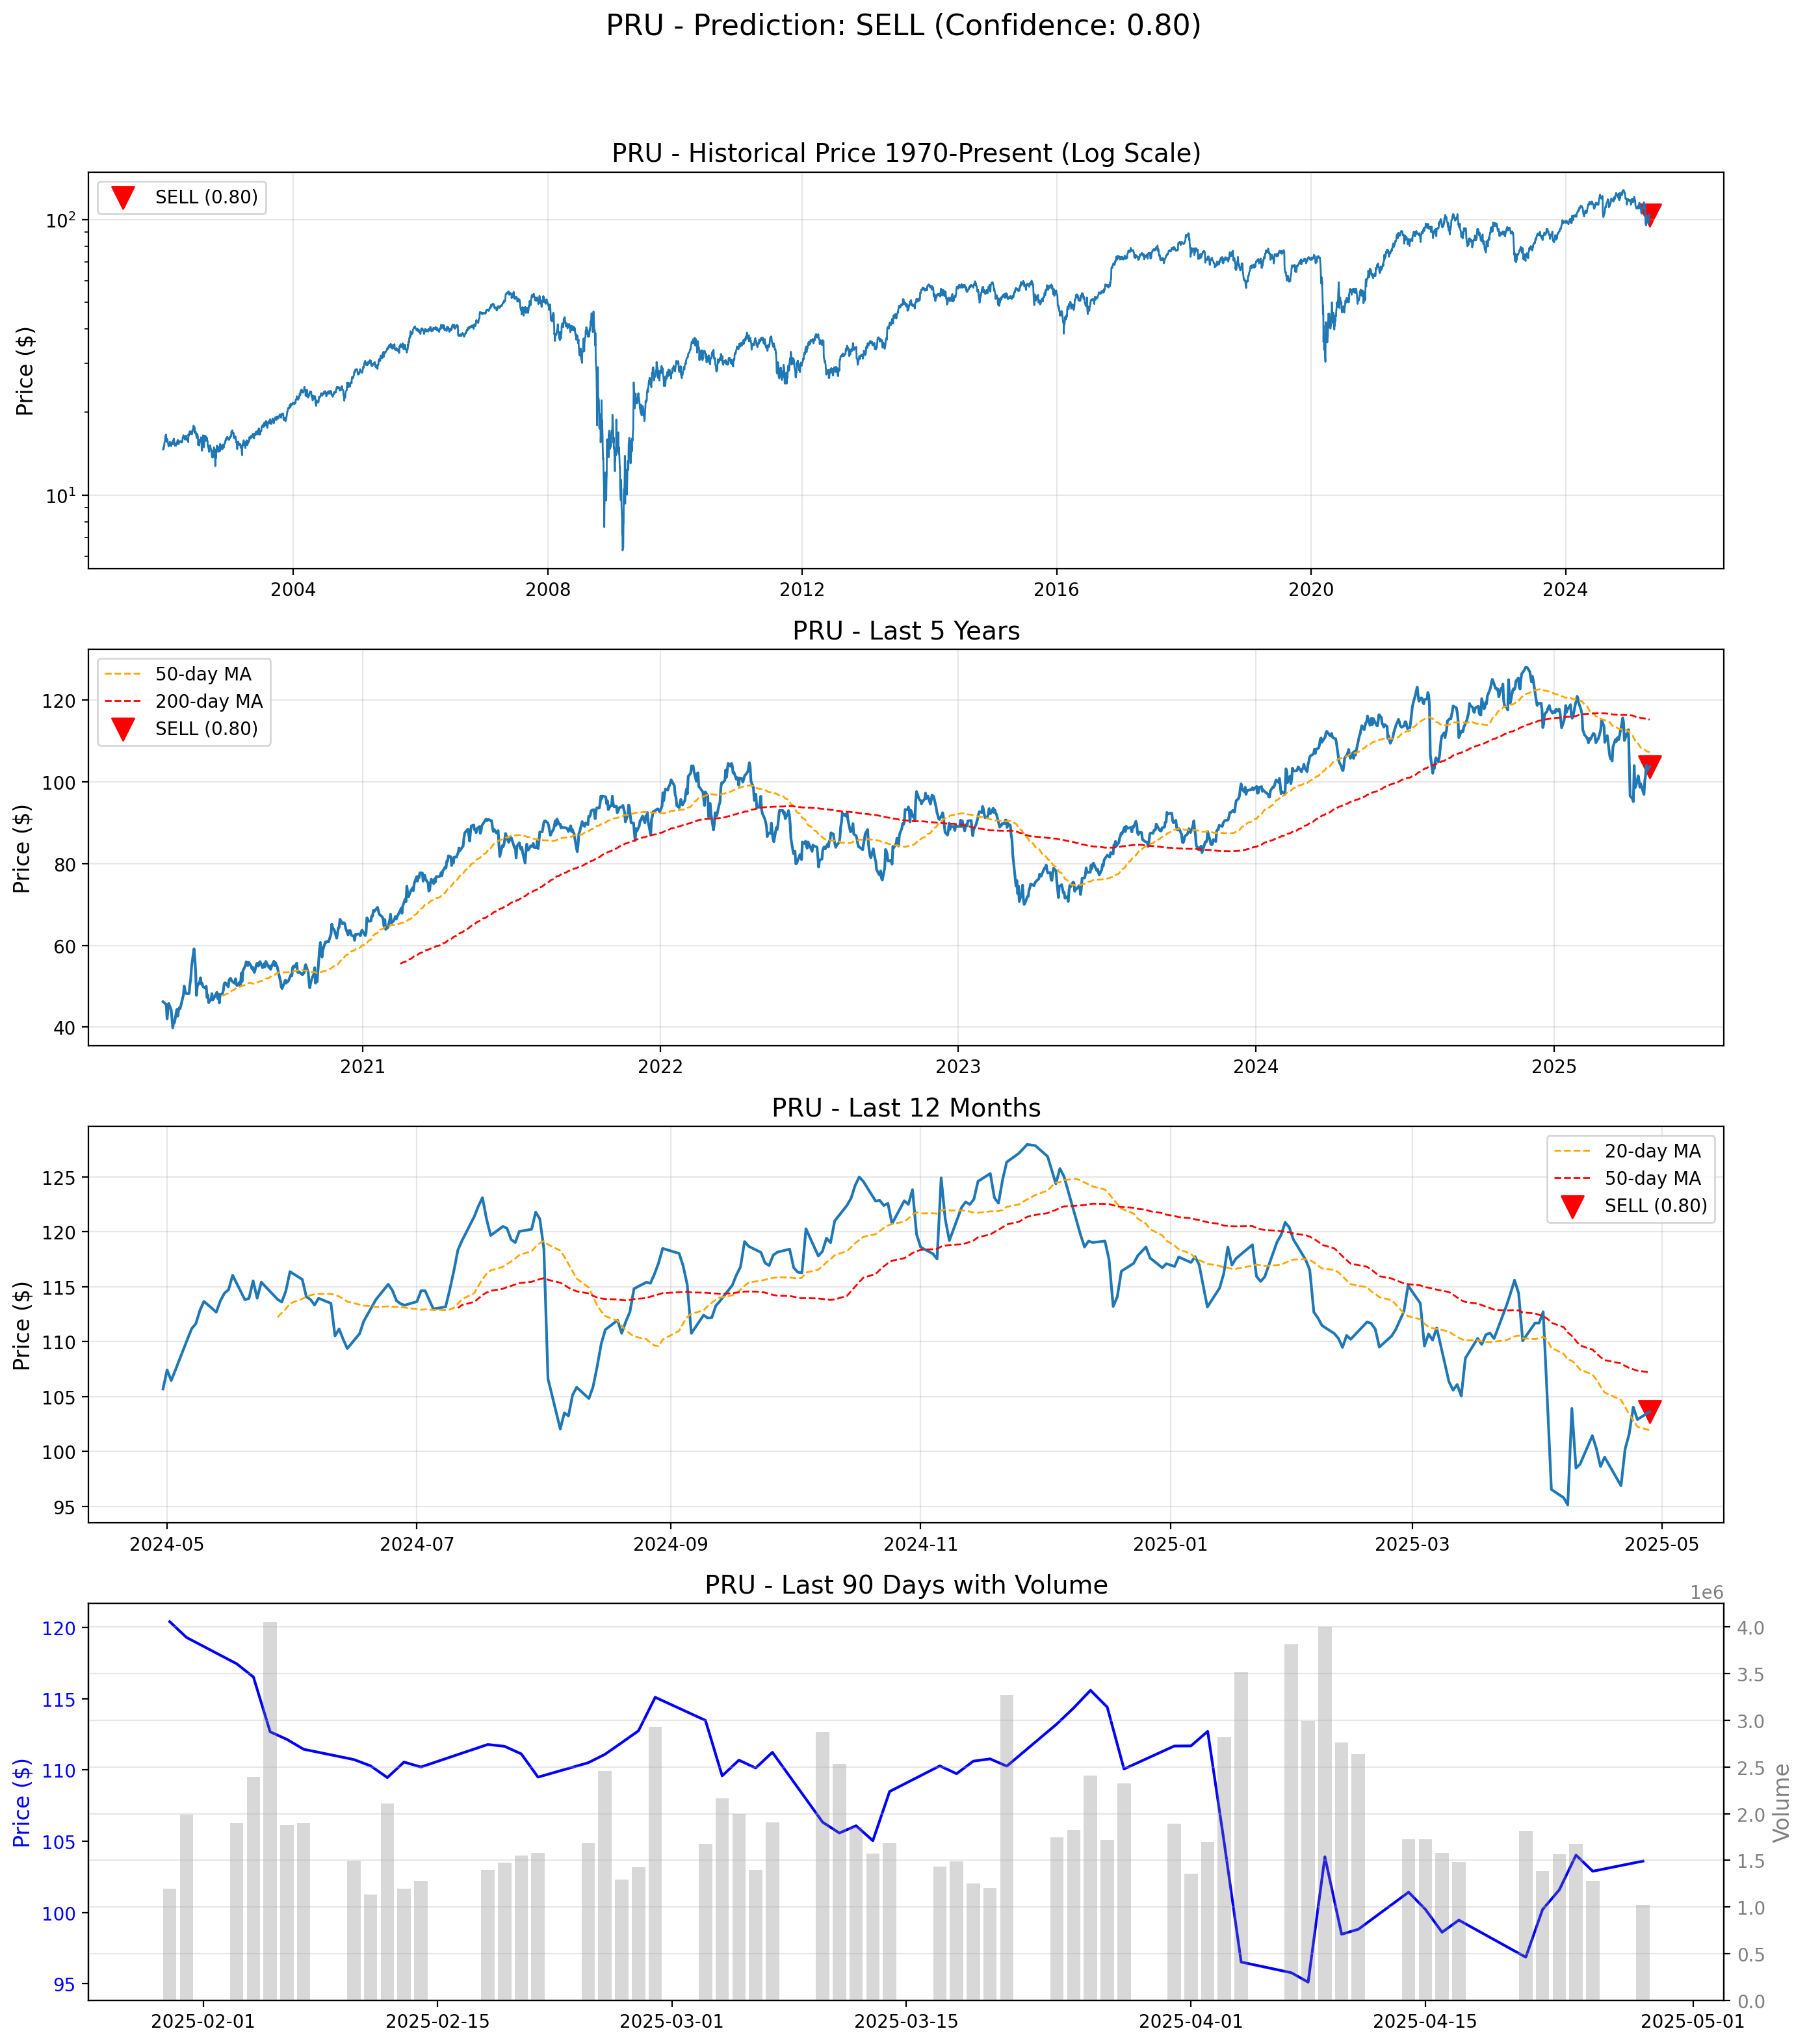 PRU - Prediction: SELL (Confidence: 0.80)
PRU - Historical Price 1970-Present (Log Scale)
SELL (0.80)
Price ($)
10²
10¹
2004 2008 2012 2016 2020 2024
PRU - Last 5 Years
50-day MA
200-day MA
SELL (0.80)
Price ($)
120
100
80
60
40
2021 2022 2023 2024 2025
PRU - Last 12 Months
20-day MA
50-day MA
SELL (0.80)
Price ($)
125
120
115
110
105
100
95
2024-05 2024-07 2024-09 2024-11 2025-01 2025-03 2025-05
PRU - Last 90 Days with Volume
1e6
Price ($)
120
115
110
105
100
95
4.0
3.5
3.0
2.5
2.0
1.5
1.0
0.5
0.0
Volume
2025-02-01 2025-02-15 2025-03-01 2025-03-15 2025-04-01 2025-04-15 2025-05-01